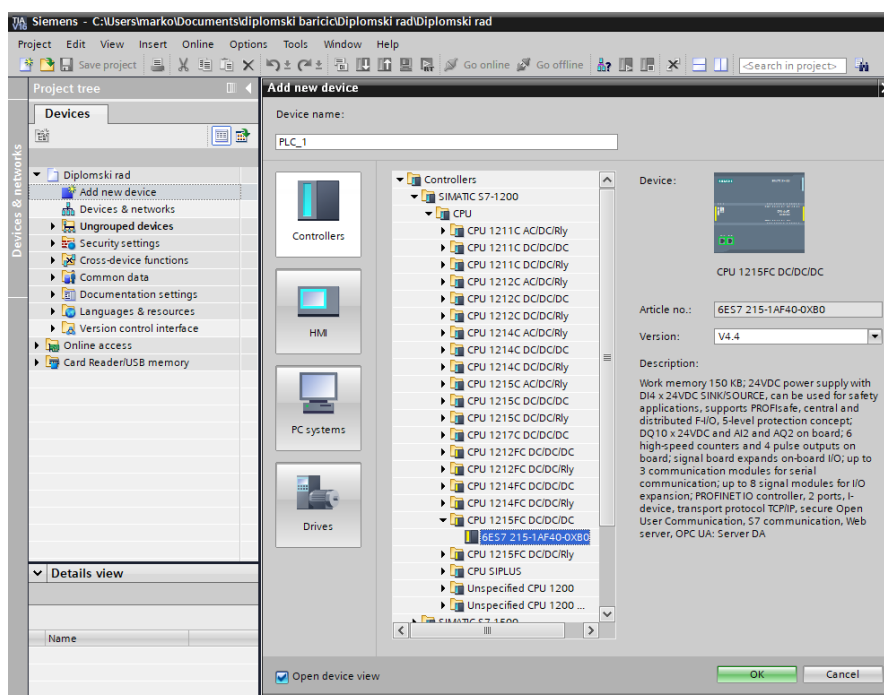 Siemens - C:\Users\marko\Documents\diplomski baricic\Diplomski rad\Diplomski rad
Project Edit View Insert Online Options Tools Window Help
Save project Go online Go offline <Search in project>
Project tree
Devices
Devices & networks
Diplomski rad
Add new device
Devices & networks
Ungrouped devices
Security settings
Cross-device functions
Common data
Documentation settings
Languages & resources
Version control interface
Online access
Card Reader/USB memory
Details view
Name
Add new device
Device name:
PLC_1
Controllers
HMI
PC systems
Drives
Controllers
SIMATIC S7-1200
CPU
CPU 1211C AC/DC/Rly
CPU 1211C DC/DC/DC
CPU 1211C DC/DC/Rly
CPU 1212C AC/DC/Rly
CPU 1212C DC/DC/DC
CPU 1212C DC/DC/Rly
CPU 1214C AC/DC/Rly
CPU 1214C DC/DC/DC
CPU 1214C DC/DC/Rly
CPU 1215C AC/DC/Rly
CPU 1215C DC/DC/DC
CPU 1215C DC/DC/Rly
CPU 1217C DC/DC/DC
CPU 1212FC DC/DC/DC
CPU 1212FC DC/DC/Rly
CPU 1214FC DC/DC/DC
CPU 1214FC DC/DC/Rly
CPU 1215FC DC/DC/DC
6ES7 215-1AF40-0XB0
CPU 1215FC DC/DC/Rly
CPU SIPLUS
Unspecified CPU 1200
Unspecified CPU 1200 ...
SIMATIC S7-1500
Device:
CPU 1215FC DC/DC/DC
Article no.: 6ES7 215-1AF40-0XB0
Version: V4.4
Description:
Work memory 150 KB; 24VDC power supply with
DI4 x 24VDC SINK/SOURCE, can be used for safety
applications, supports PROFIsafe, central and
distributed F-I/O, 5-level protection concept;
DQ10 x 24VDC and AI2 and AQ2 on board; 6
high-speed counters and 4 pulse outputs on
board; signal board expands on-board I/O; up to
3 communication modules for serial
communication; up to 8 signal modules for I/O
expansion; PROFINET IO controller, 2 ports, I-
device, transport protocol TCP/IP, secure Open
User Communication, S7 communication, Web
server, OPC UA: Server DA
Open device view
OK Cancel